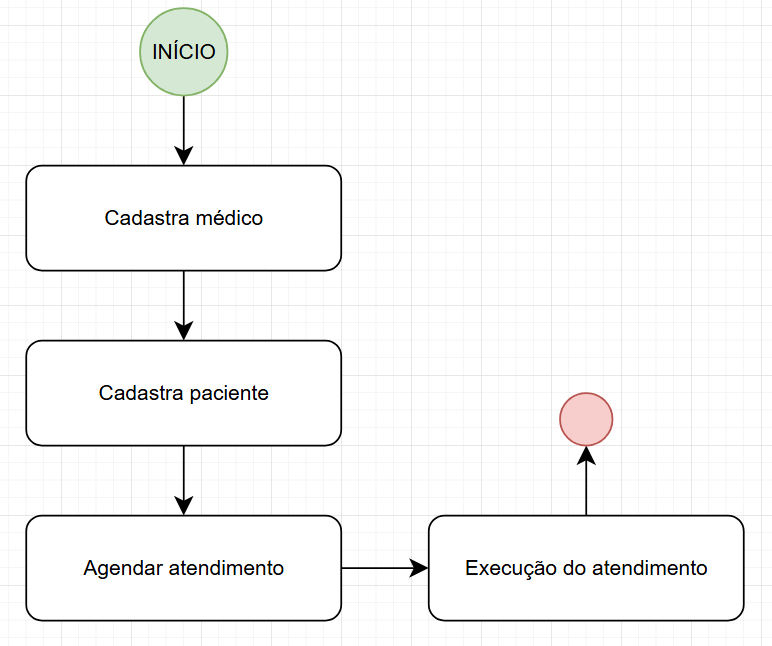 INÍCIO
Cadastra médico
Cadastra paciente
Agendar atendimento
Execução do atendimento